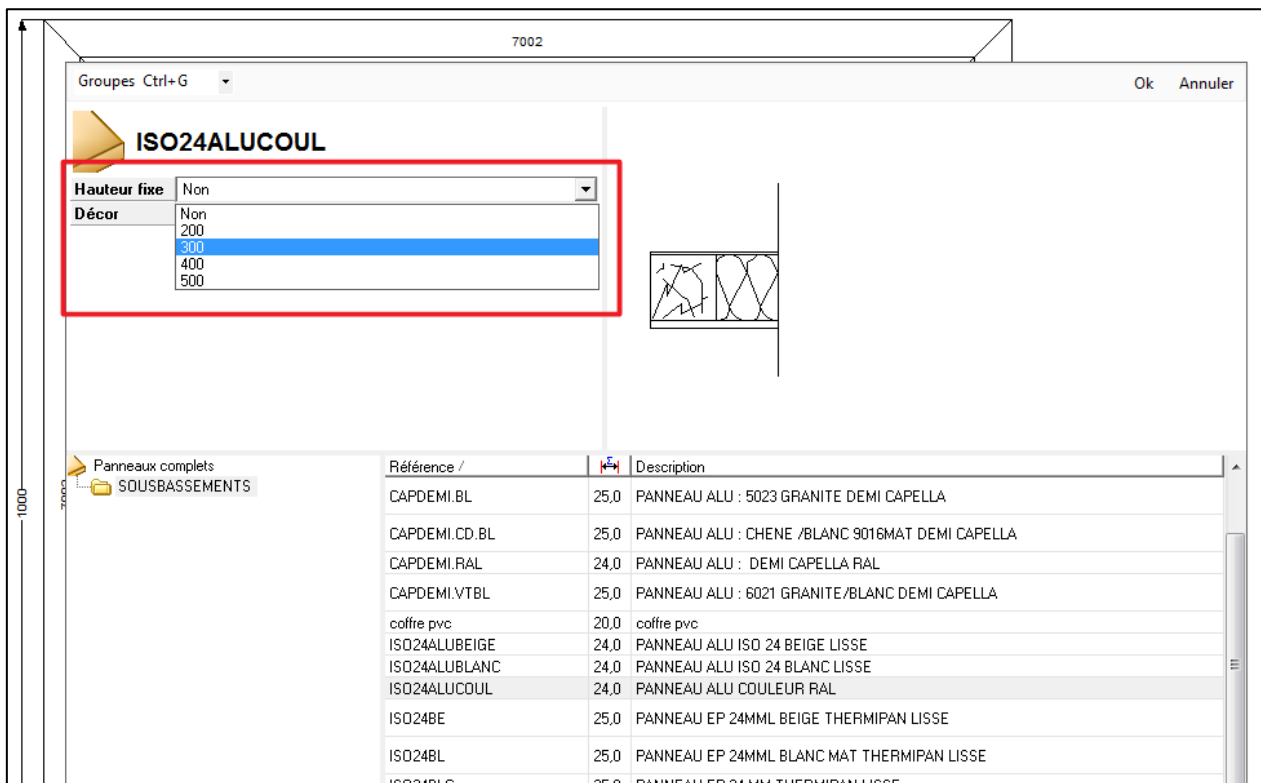 7002
Groupes Ctrl+G
Ok Annuler
ISO24ALUCOUL
Hauteur fixe Non
Décor Non
200
300
400
500
1000
Panneaux complets
SOUSBASSEMENTS
Référence / Σ Description
CAPDEMI.BL 25,0 PANNEAU ALU : 5023 GRANITE DEMI CAPELLA
CAPDEMI.CD.BL 25,0 PANNEAU ALU : CHENE /BLANC 9016MAT DEMI CAPELLA
CAPDEMI.RAL 24,0 PANNEAU ALU : DEMI CAPELLA RAL
CAPDEMI.VTBL 25,0 PANNEAU ALU : 6021 GRANITE/BLANC DEMI CAPELLA
coffre pvc 20,0 coffre pvc
ISO24ALUBEIGE 24,0 PANNEAU ALU ISO 24 BEIGE LISSE
ISO24ALUBLANC 24,0 PANNEAU ALU ISO 24 BLANC LISSE
ISO24ALUCOUL 24,0 PANNEAU ALU COULEUR RAL
ISO24BE 25,0 PANNEAU EP 24MML BEIGE THERMIPAN LISSE
ISO24BL 25,0 PANNEAU EP 24MML BLANC MAT THERMIPAN LISSE